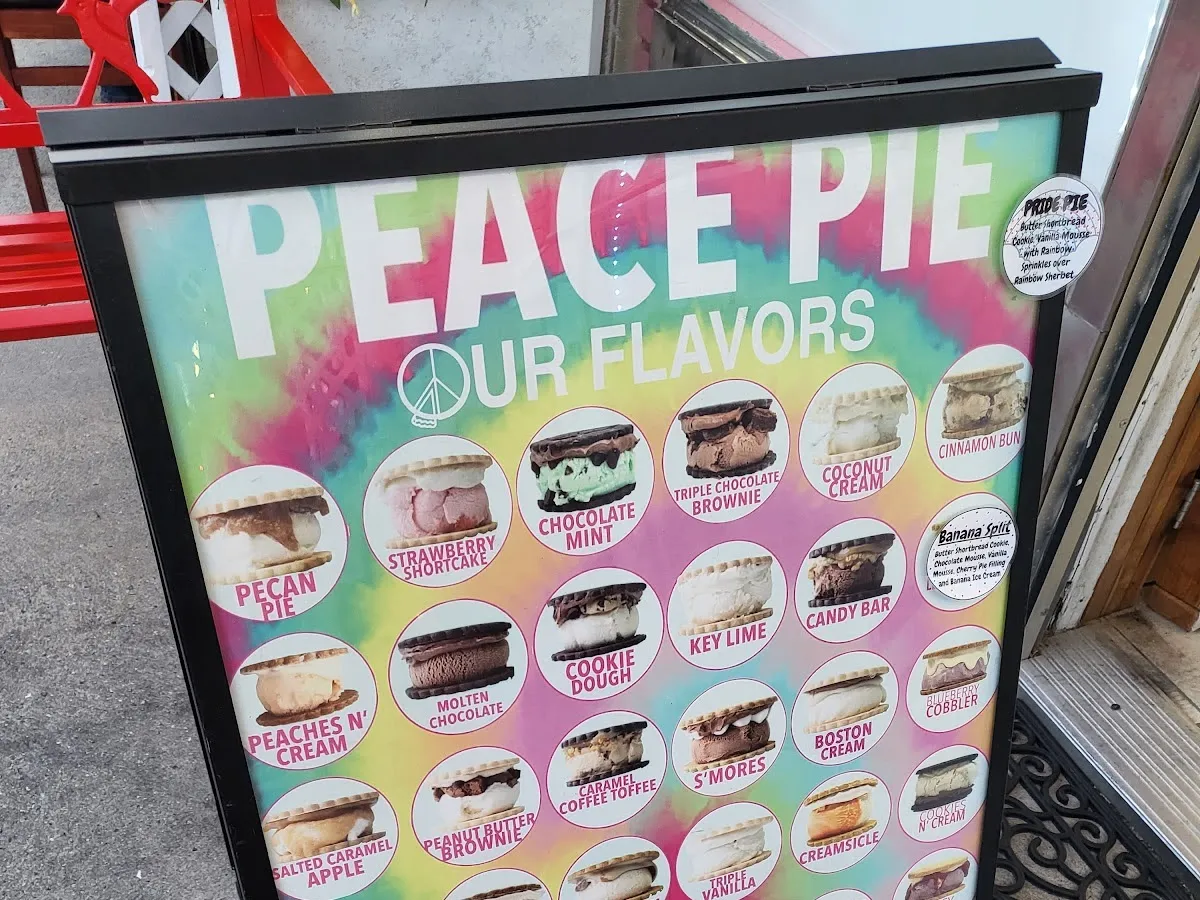 PEACE PIE
OUR FLAVORS
PRIDE PIE
Butter Shortbread
Cookie, Vanilla Mousse
with Rainbow
Sprinkles over
Rainbow Sherbet
PECAN
PIE
STRAWBERRY
SHORTCAKE
CHOCOLATE
MINT
TRIPLE CHOCOLATE
BROWNIE
COCONUT
CREAM
CINNAMON BUN
PEACHES N'
CREAM
MOLTEN
CHOCOLATE
COOKIE
DOUGH
KEY LIME
CANDY BAR
Banana Split
Butter Shortbread Cookie,
Chocolate Mousse, Vanilla
Mousse, Cherry Pie Filling
and Banana Ice Cream
SALTED CARAMEL
APPLE
PEANUT BUTTER
BROWNIE
CARAMEL
COFFEE TOFFEE
S'MORES
BOSTON
CREAM
BLUEBERRY
COBBLER
TRIPLE
VANILLA
CREAMSICLE
COOKIES
N' CREAM